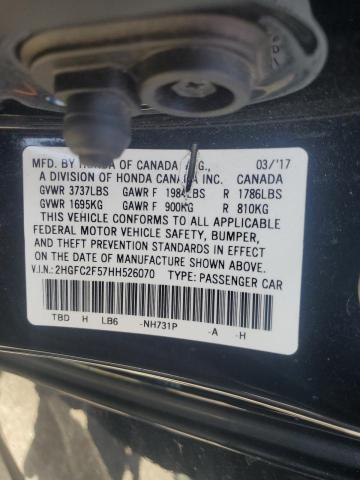 MFD. BY HONDA OF CANADA MFG., 03/'17
A DIVISION OF HONDA CANADA INC. CANADA
GVWR 3737LBS GAWR F 1984LBS R 1786LBS
GVWR 1695KG GAWR F 900KG R 810KG
THIS VEHICLE CONFORMS TO ALL APPLICABLE
FEDERAL MOTOR VEHICLE SAFETY, BUMPER,
AND THEFT PREVENTION STANDARDS IN EFFECT
ON THE DATE OF MANUFACTURE SHOWN ABOVE.
V.I.N.: 2HGFC2F57HH526070 TYPE: PASSENGER CAR
TBD H LB6 -NH731P -A -H